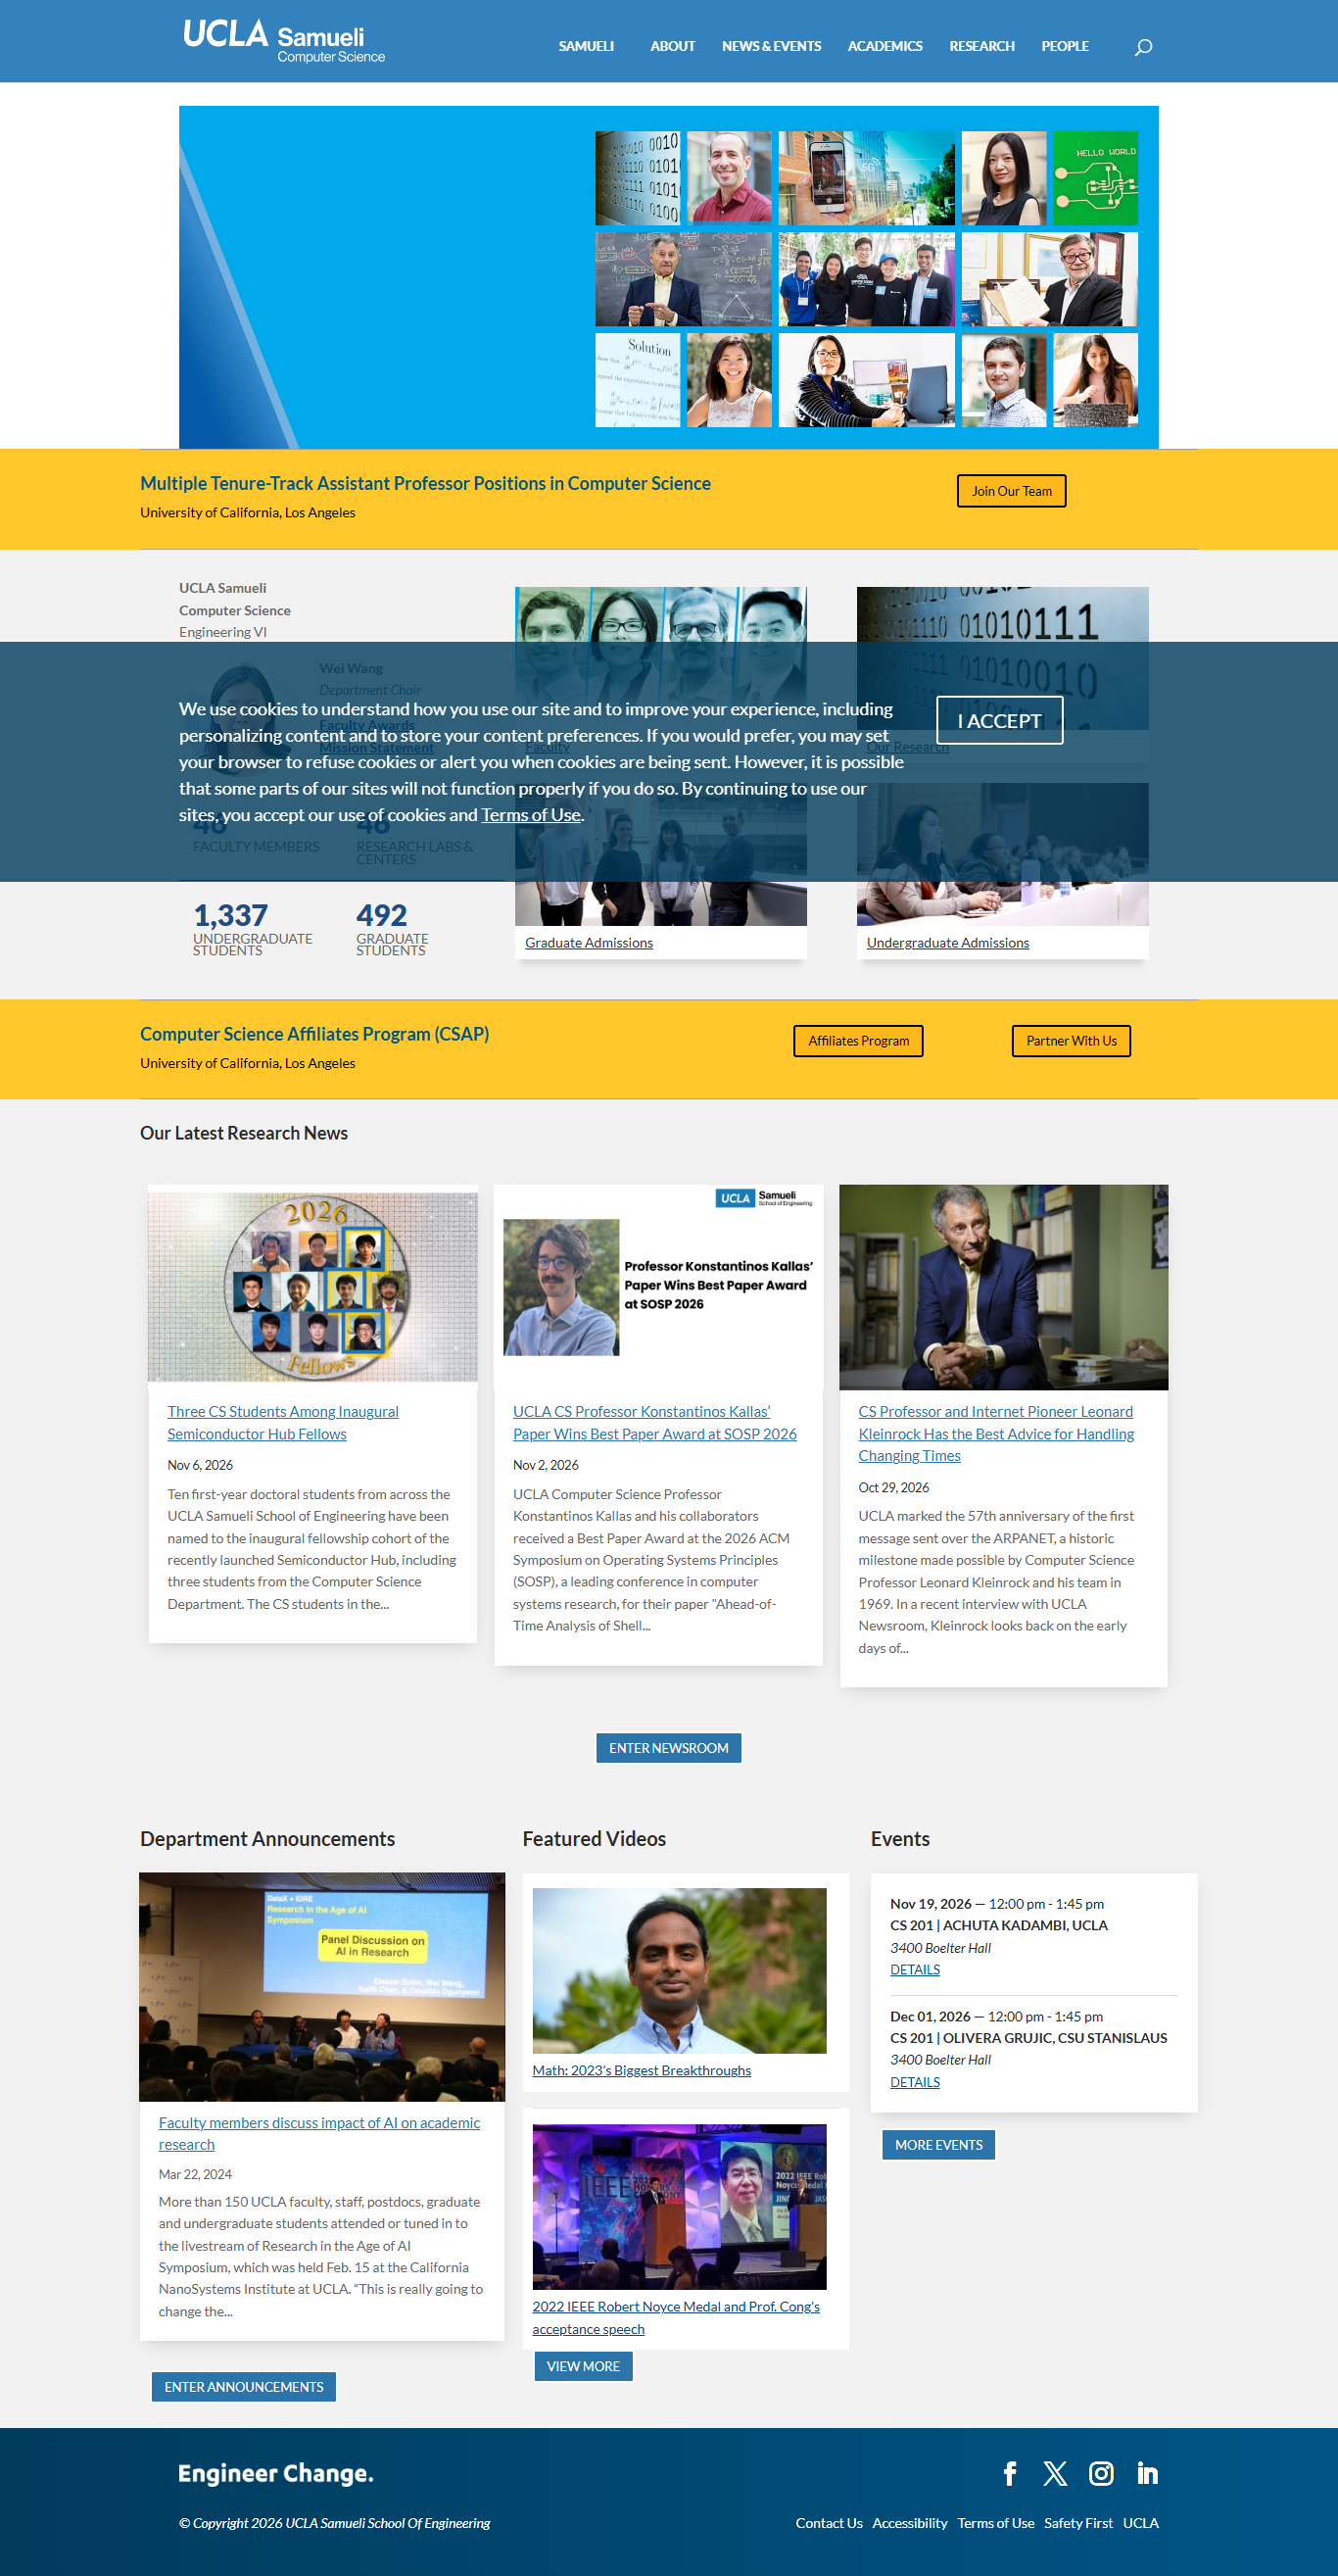 UCLA Samueli
Computer Science
SAMUELI ABOUT NEWS & EVENTS ACADEMICS RESEARCH PEOPLE
HELLO WORLD
Solution
Multiple Tenure-Track Assistant Professor Positions in Computer Science
University of California, Los Angeles
Join Our Team
UCLA Samueli
Computer Science
Engineering VI
Wei Wang
Department Chair
Faculty Awards
Mission Statement
Faculty
Our Research
We use cookies to understand how you use our site and to improve your experience, including
personalizing content and to store your content preferences. If you would prefer, you may set
your browser to refuse cookies or alert you when cookies are being sent. However, it is possible
that some parts of our sites will not function properly if you do so. By continuing to use our
sites, you accept our use of cookies and Terms of Use.
I ACCEPT
FACULTY MEMBERS
RESEARCH LABS &
CENTERS
1,337
UNDERGRADUATE
STUDENTS
492
GRADUATE
STUDENTS
Graduate Admissions
Undergraduate Admissions
Computer Science Affiliates Program (CSAP)
University of California, Los Angeles
Affiliates Program
Partner With Us
Our Latest Research News
2026
Fellows
Three CS Students Among Inaugural
Semiconductor Hub Fellows
Nov 6, 2026
Ten first-year doctoral students from across the
UCLA Samueli School of Engineering have been
named to the inaugural fellowship cohort of the
recently launched Semiconductor Hub, including
three students from the Computer Science
Department. The CS students in the...
UCLA Samueli
School of Engineering
Professor Konstantinos Kallas’
Paper Wins Best Paper Award
at SOSP 2026
UCLA CS Professor Konstantinos Kallas’
Paper Wins Best Paper Award at SOSP 2026
Nov 2, 2026
UCLA Computer Science Professor
Konstantinos Kallas and his collaborators
received a Best Paper Award at the 2026 ACM
Symposium on Operating Systems Principles
(SOSP), a leading conference in computer
systems research, for their paper "Ahead-of-
Time Analysis of Shell...
CS Professor and Internet Pioneer Leonard
Kleinrock Has the Best Advice for Handling
Changing Times
Oct 29, 2026
UCLA marked the 57th anniversary of the first
message sent over the ARPANET, a historic
milestone made possible by Computer Science
Professor Leonard Kleinrock and his team in
1969. In a recent interview with UCLA
Newsroom, Kleinrock looks back on the early
days of...
ENTER NEWSROOM
Department Announcements
DataX + IDRE
Research in the Age of AI
Symposium
Panel Discussion on
AI in Research
Faculty members discuss impact of AI on academic
research
Mar 22, 2024
More than 150 UCLA faculty, staff, postdocs, graduate
and undergraduate students attended or tuned in to
the livestream of Research in the Age of AI
Symposium, which was held Feb. 15 at the California
NanoSystems Institute at UCLA. “This is really going to
change the...
ENTER ANNOUNCEMENTS
Featured Videos
Math: 2023's Biggest Breakthroughs
IEEE
2022 IEEE Robert Noyce Medal and Prof. Cong's
acceptance speech
VIEW MORE
Events
Nov 19, 2026 — 12:00 pm - 1:45 pm
CS 201 | ACHUTA KADAMBI, UCLA
3400 Boelter Hall
DETAILS
Dec 01, 2026 — 12:00 pm - 1:45 pm
CS 201 | OLIVERA GRUJIC, CSU STANISLAUS
3400 Boelter Hall
DETAILS
MORE EVENTS
Engineer Change.
© Copyright 2026 UCLA Samueli School Of Engineering
Contact Us Accessibility Terms of Use Safety First UCLA